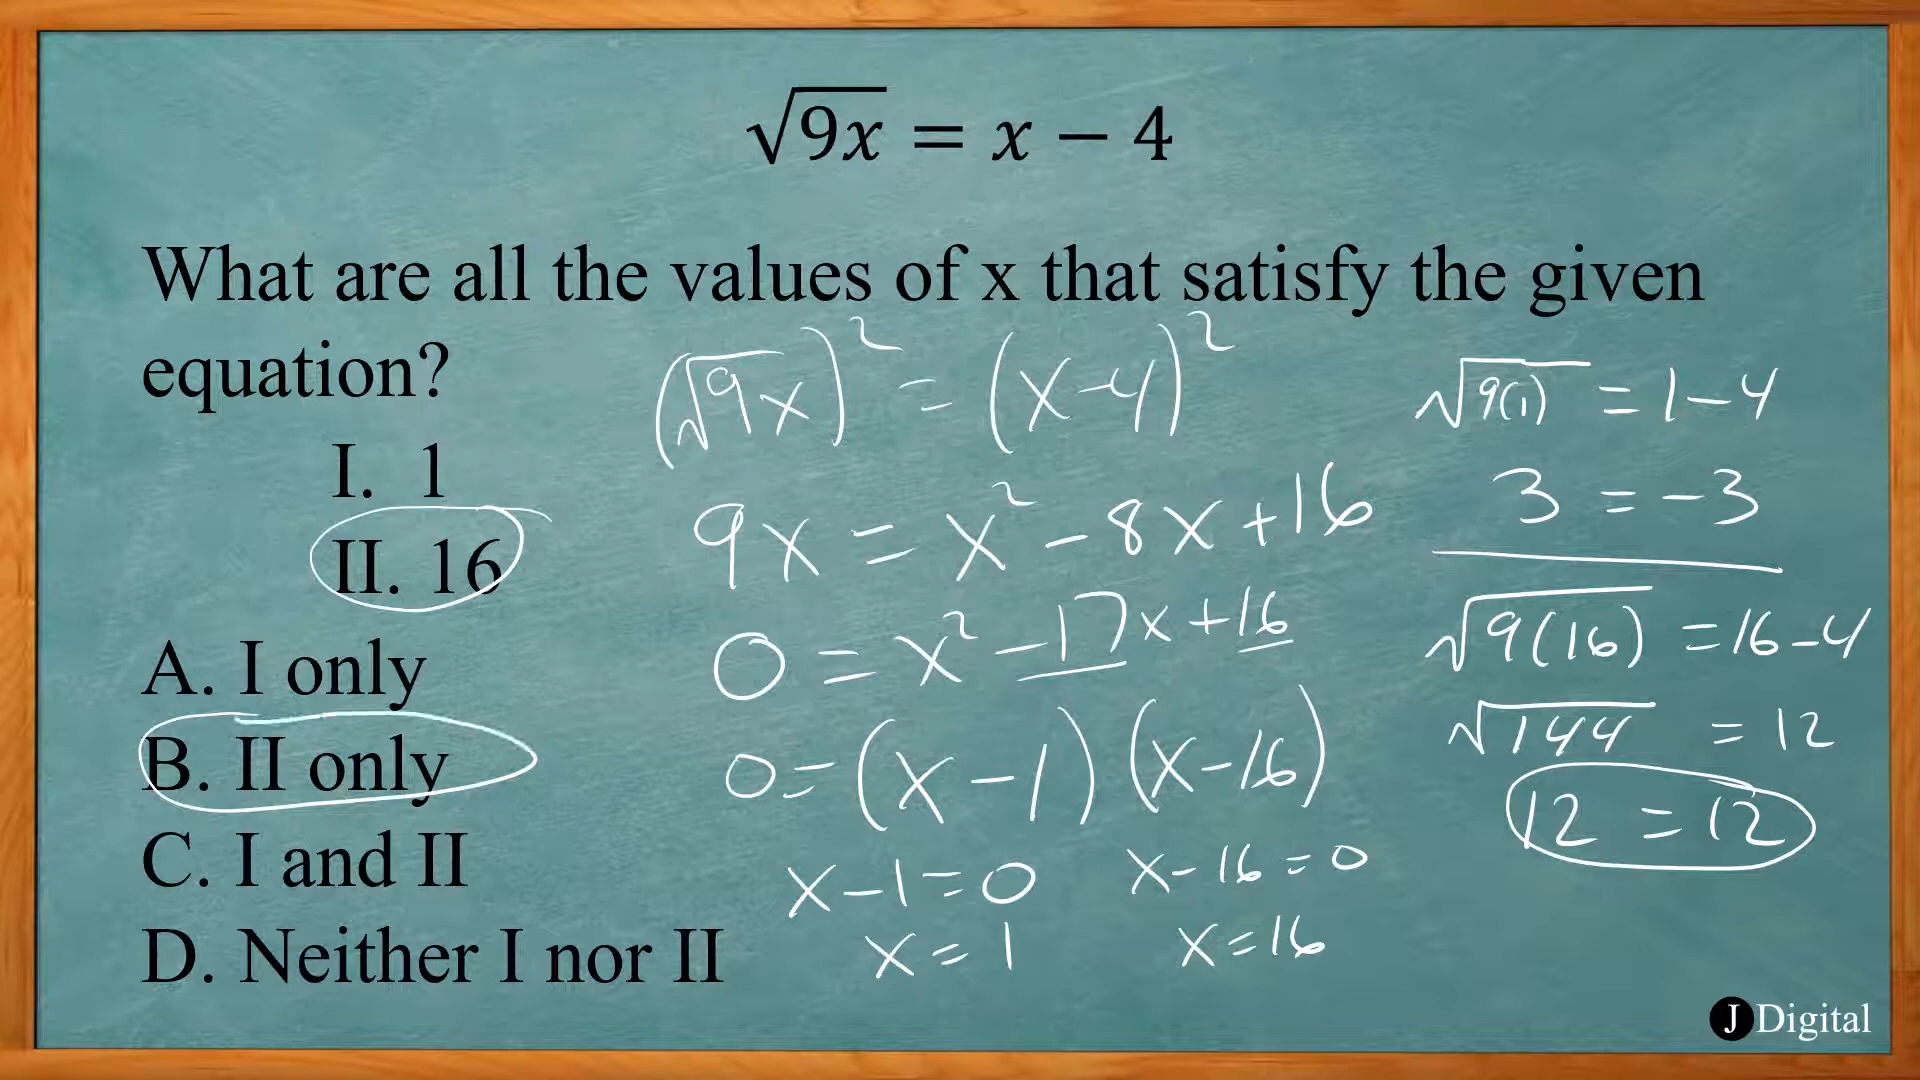 √9x = x − 4
What are all the values of x that satisfy the given
equation?
I. 1
II. 16
A. I only
B. II only
C. I and II
D. Neither I nor II
(√9x)² = (x-4)²
9x = x² - 8x + 16
0 = x² - 17x + 16
0 = (x - 1) (x - 16)
x - 1 = 0 x - 16 = 0
x = 1 x = 16
√9(1) = 1 - 4
3 = -3
√9(16) = 16 - 4
√144 = 12
12 = 12
J Digital